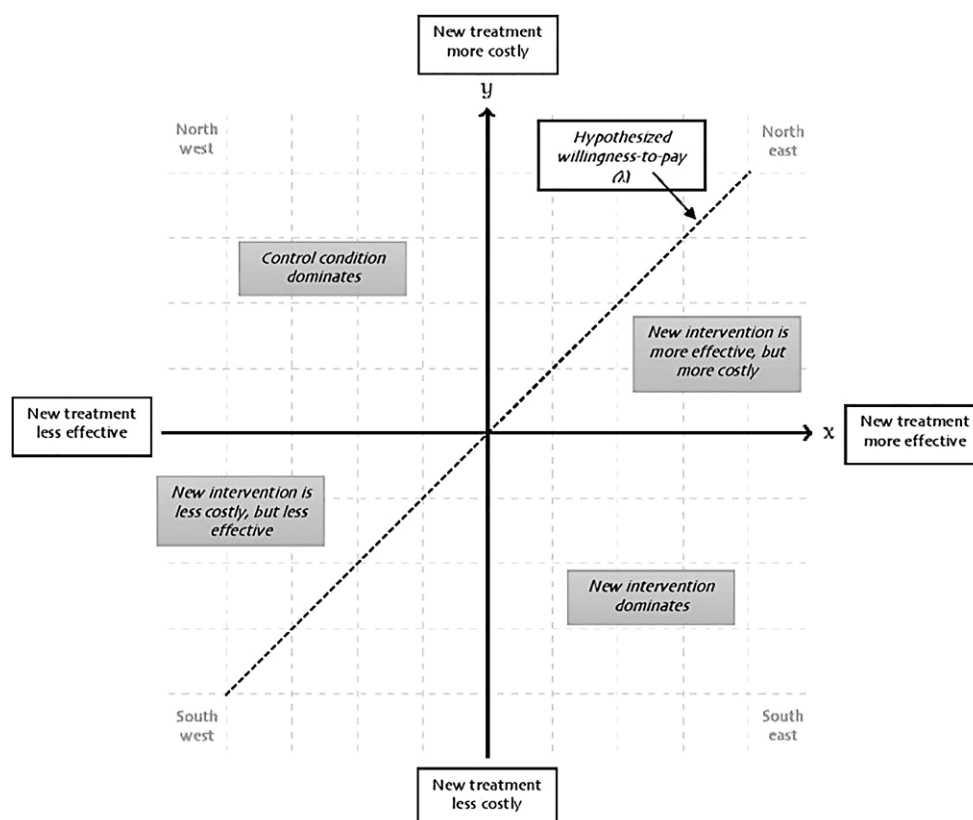 New treatment
more costly
y
North
west
Hypothesized
willingness-to-pay
(λ)
North
east
Control condition
dominates
New intervention is
more effective, but
more costly
New treatment
less effective
x
New treatment
more effective
New intervention is
less costly, but less
effective
New intervention
dominates
South
west
South
east
New treatment
less costly